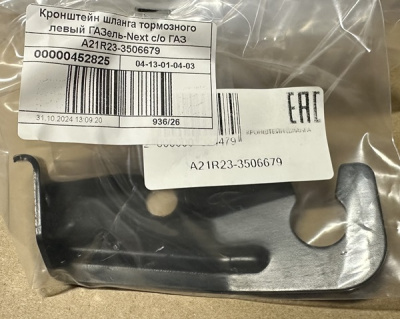 Кронштейн шланга тормозного
левый ГАЗель-Next с/о ГАЗ
A21R23-3506679
00000452825
04-13-01-04-03
31.10.2024 13:09:20
936/26
EAC
A21R23-3506679